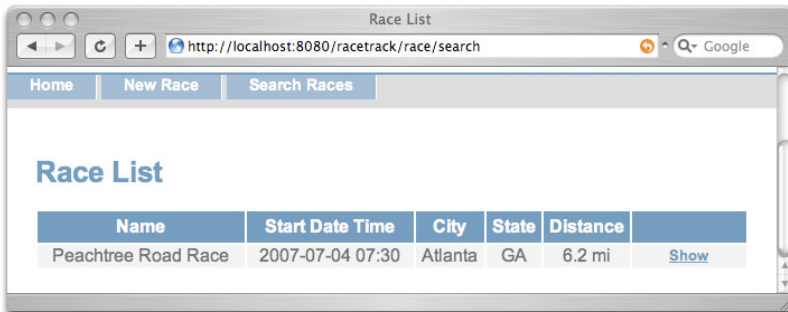 Race List
http://localhost:8080/racetrack/race/search
Google
Home New Race Search Races
Race List
Name Start Date Time City State Distance
Peachtree Road Race 2007-07-04 07:30 Atlanta GA 6.2 mi Show